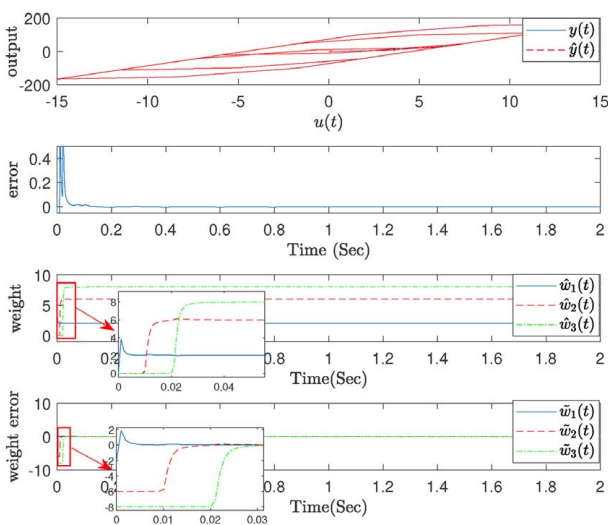 200
0
-200
output
-15 -10 -5 0 5 10 15
u(t)
y(t)
ŷ(t)
0.4
0.2
0
error
0 0.2 0.4 0.6 0.8 1 1.2 1.4 1.6 1.8 2
Time (Sec)
10
5
0
weight
8
6
4
2
0
0 0.02 0.04
ŵ₁(t)
ŵ₂(t)
ŵ₃(t)
0 0.8 1 1.2 1.4 1.6 1.8 2
Time(Sec)
10
0
-10
weight error
2
0
-2
-4
-6
-8
0 0.01 0.02 0.03
w̃₁(t)
w̃₂(t)
w̃₃(t)
0 0.8 1 1.2 1.4 1.6 1.8 2
Time(Sec)